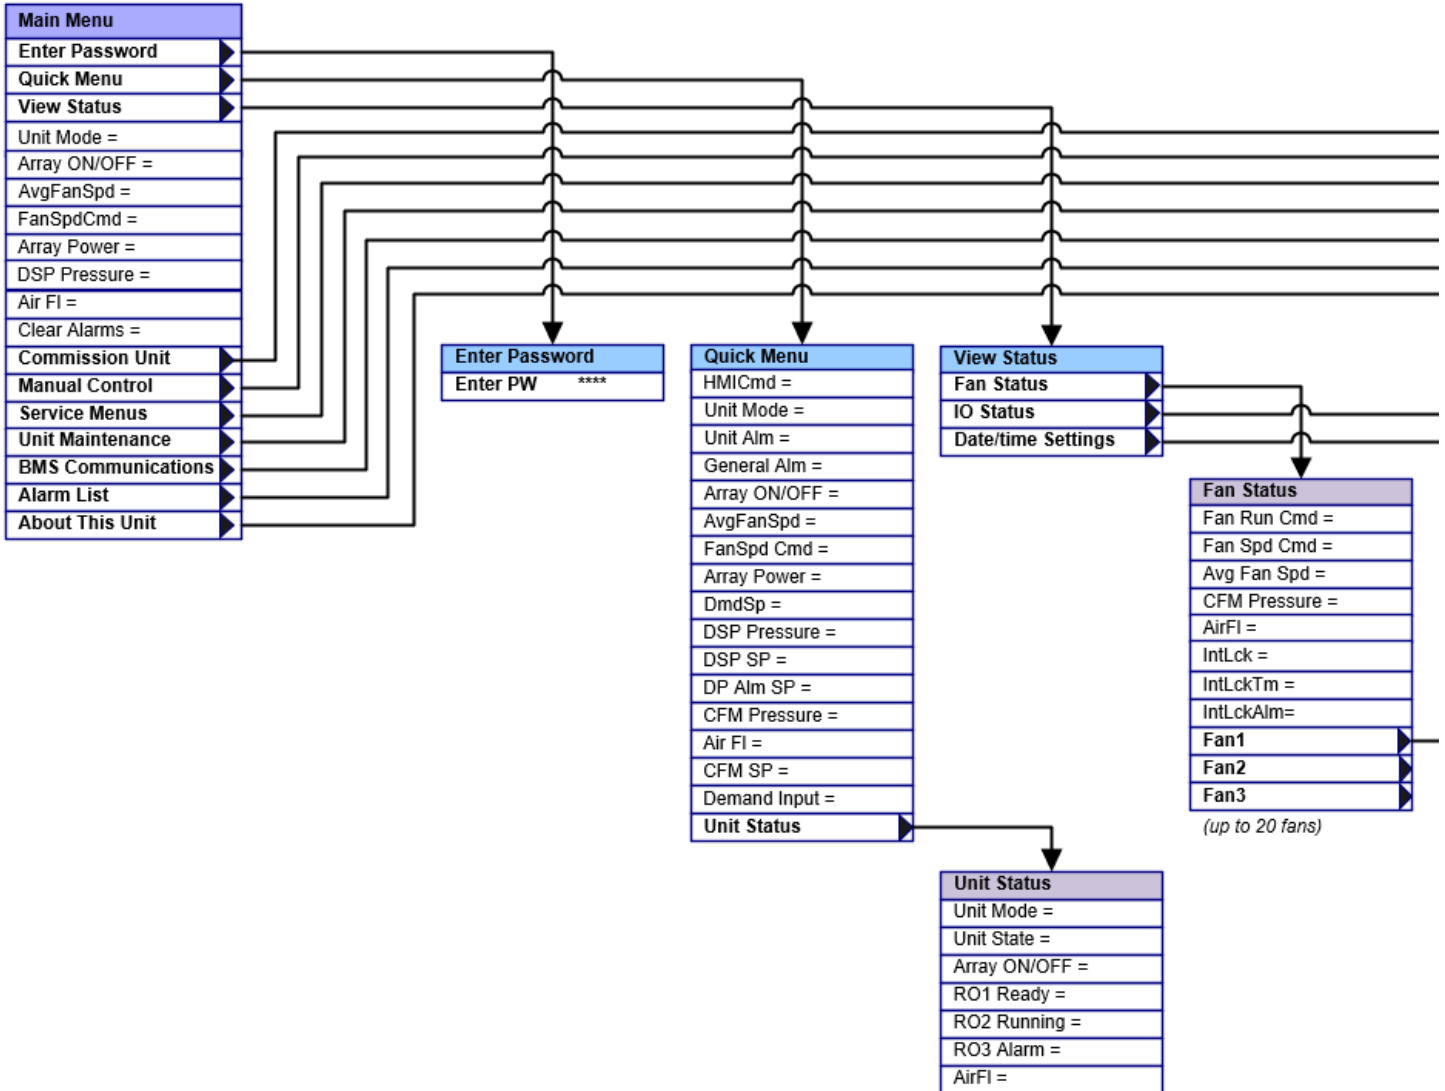 Main Menu
Enter Password
Quick Menu
View Status
Unit Mode =
Array ON/OFF =
AvgFanSpd =
FanSpdCmd =
Array Power =
DSP Pressure =
Air Fl =
Clear Alarms =
Commission Unit
Manual Control
Service Menus
Unit Maintenance
BMS Communications
Alarm List
About This Unit
Enter Password
Enter PW ****
Quick Menu
HMICmd =
Unit Mode =
Unit Alm =
General Alm =
Array ON/OFF =
AvgFanSpd =
FanSpd Cmd =
Array Power =
DmdSp =
DSP Pressure =
DSP SP =
DP Alm SP =
CFM Pressure =
Air Fl =
CFM SP =
Demand Input =
Unit Status
View Status
Fan Status
IO Status
Date/time Settings
Fan Status
Fan Run Cmd =
Fan Spd Cmd =
Avg Fan Spd =
CFM Pressure =
AirFl =
IntLck =
IntLckTm =
IntLckAlm=
Fan1
Fan2
Fan3
(up to 20 fans)
Unit Status
Unit Mode =
Unit State =
Array ON/OFF =
RO1 Ready =
RO2 Running =
RO3 Alarm =
AirFl =